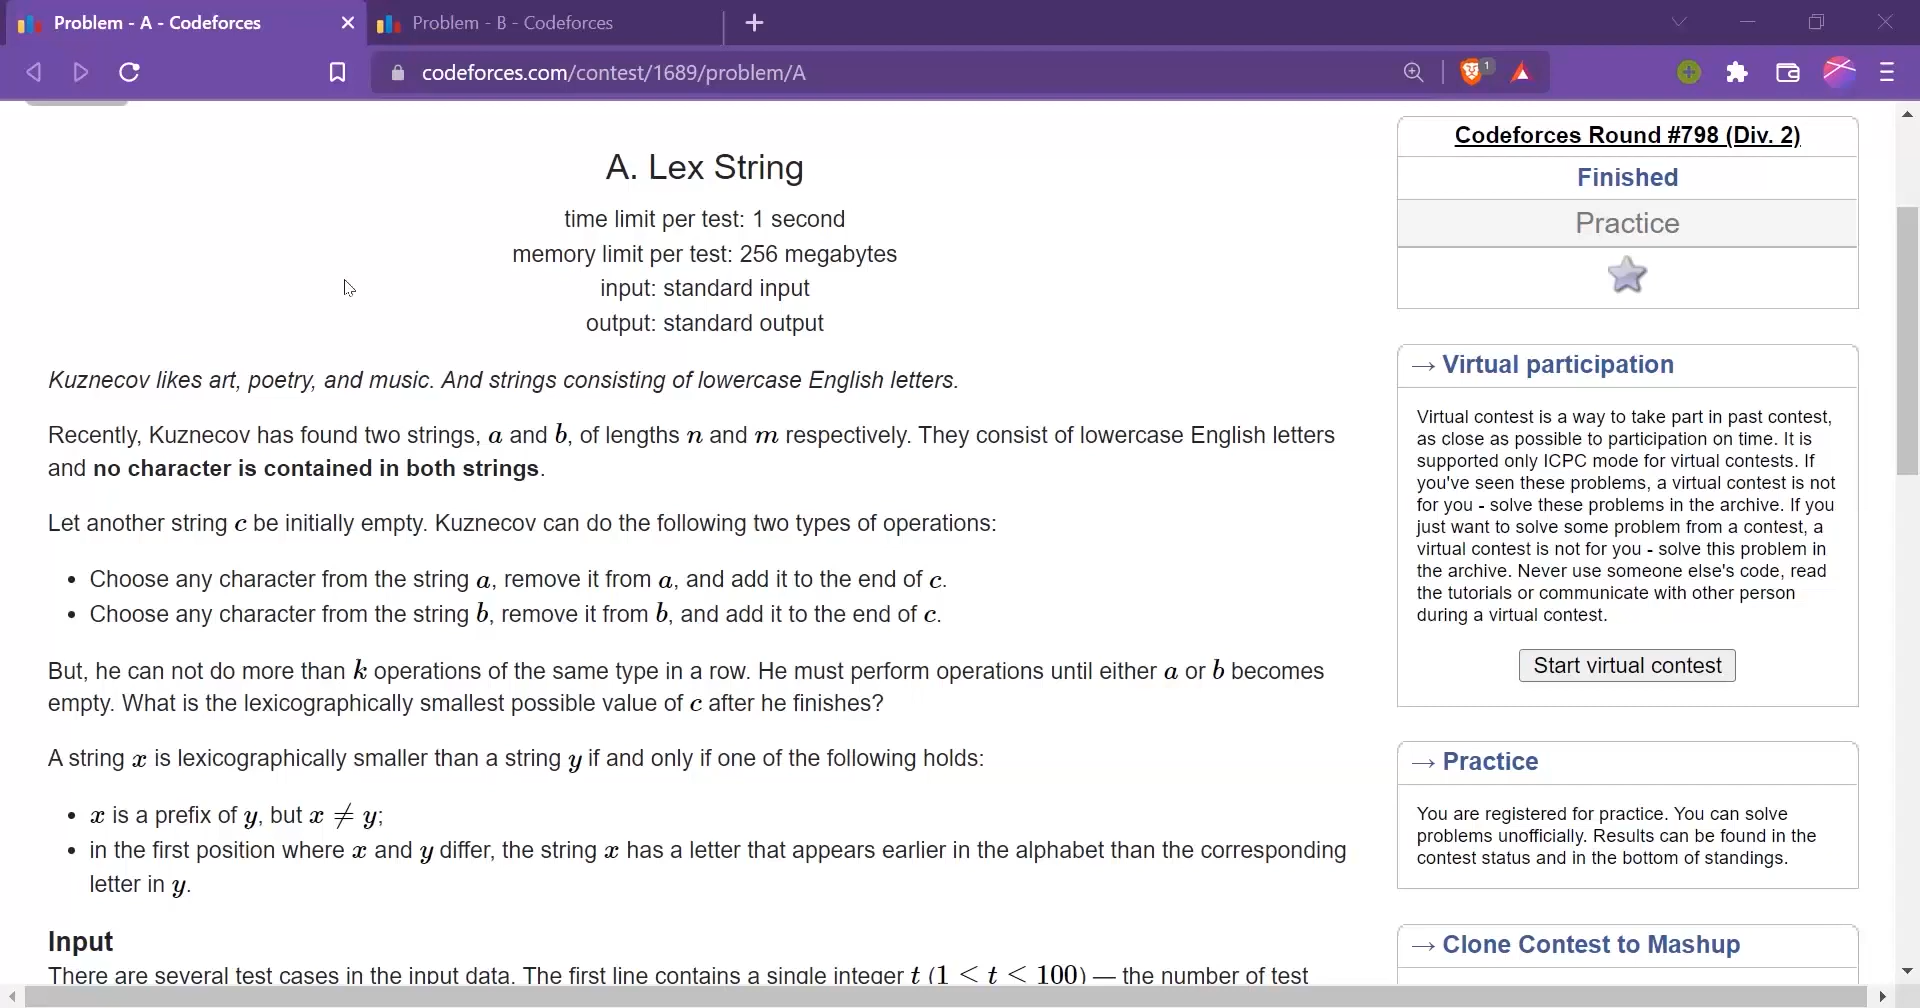 Problem - A - Codeforces
Problem - B - Codeforces
codeforces.com/contest/1689/problem/A
1
A. Lex String
time limit per test: 1 second
memory limit per test: 256 megabytes
input: standard input
output: standard output
Kuznecov likes art, poetry, and music. And strings consisting of lowercase English letters.
Recently, Kuznecov has found two strings, a and b, of lengths n and m respectively. They consist of lowercase English letters
and no character is contained in both strings.
Let another string c be initially empty. Kuznecov can do the following two types of operations:
• Choose any character from the string a, remove it from a, and add it to the end of c.
• Choose any character from the string b, remove it from b, and add it to the end of c.
But, he can not do more than k operations of the same type in a row. He must perform operations until either a or b becomes
empty. What is the lexicographically smallest possible value of c after he finishes?
A string x is lexicographically smaller than a string y if and only if one of the following holds:
• x is a prefix of y, but x ≠ y;
• in the first position where x and y differ, the string x has a letter that appears earlier in the alphabet than the corresponding
letter in y.
Input
There are several test cases in the input data. The first line contains a single integer t (1 ≤ t ≤ 100) — the number of test
Codeforces Round #798 (Div. 2)
Finished
Practice
→ Virtual participation
Virtual contest is a way to take part in past contest,
as close as possible to participation on time. It is
supported only ICPC mode for virtual contests. If
you've seen these problems, a virtual contest is not
for you - solve these problems in the archive. If you
just want to solve some problem from a contest, a
virtual contest is not for you - solve this problem in
the archive. Never use someone else's code, read
the tutorials or communicate with other person
during a virtual contest.
Start virtual contest
→ Practice
You are registered for practice. You can solve
problems unofficially. Results can be found in the
contest status and in the bottom of standings.
→ Clone Contest to Mashup